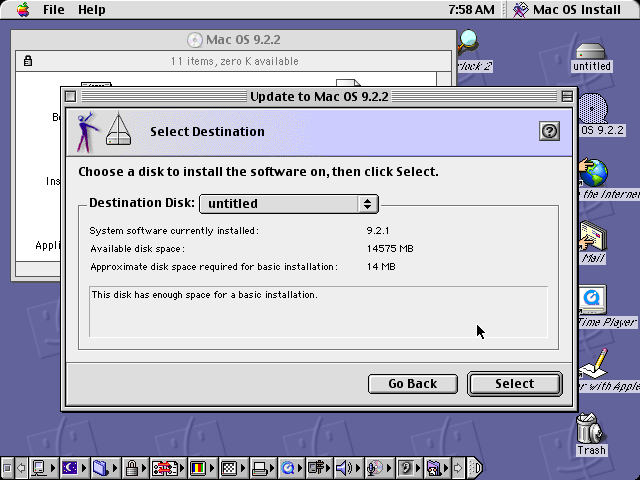 File Help 7:58 AM Mac OS Install
Mac OS 9.2.2
11 items, zero K available
rlock 2
untitled
Update to Mac OS 9.2.2
Select Destination
Be
OS 9.2.2
Choose a disk to install the software on, then click Select.
Ins
the Internet
Destination Disk: untitled
System software currently installed: 9.2.1
Available disk space: 14575 MB
Appli
Mail
Approximate disk space required for basic installation: 14 MB
This disk has enough space for a basic installation.
Time Player
Go Back Select
with Apple
Trash